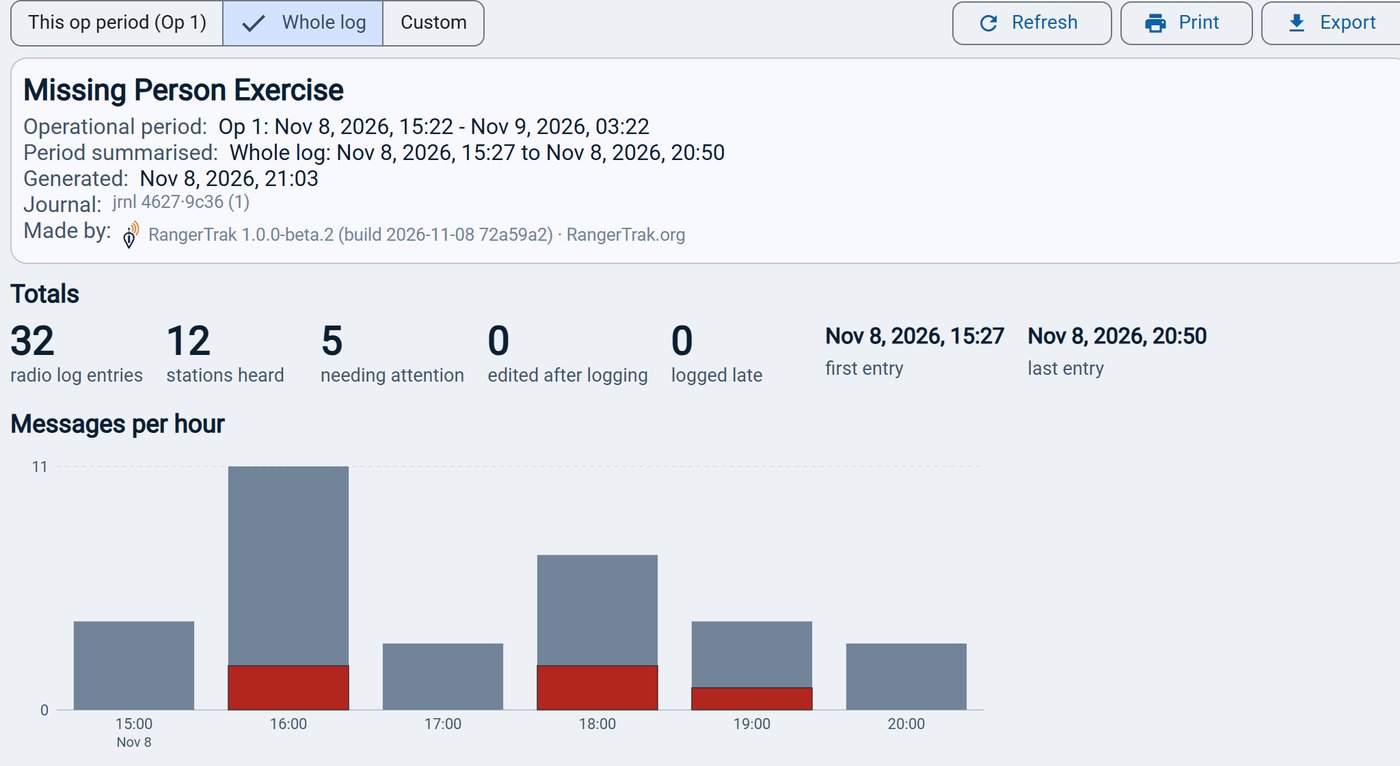 This op period (Op 1) Whole log Custom Refresh Print Export
Missing Person Exercise
Operational period: Op 1: Nov 8, 2026, 15:22 - Nov 9, 2026, 03:22
Period summarised: Whole log: Nov 8, 2026, 15:27 to Nov 8, 2026, 20:50
Generated: Nov 8, 2026, 21:03
Journal: jrnl 4627·9c36 (1)
Made by: RangerTrak 1.0.0-beta.2 (build 2026-11-08 72a59a2) · RangerTrak.org
Totals
32 12 5 0 0 Nov 8, 2026, 15:27 Nov 8, 2026, 20:50
radio log entries stations heard needing attention edited after logging logged late first entry last entry
Messages per hour
11
0
15:00 16:00 17:00 18:00 19:00 20:00
Nov 8